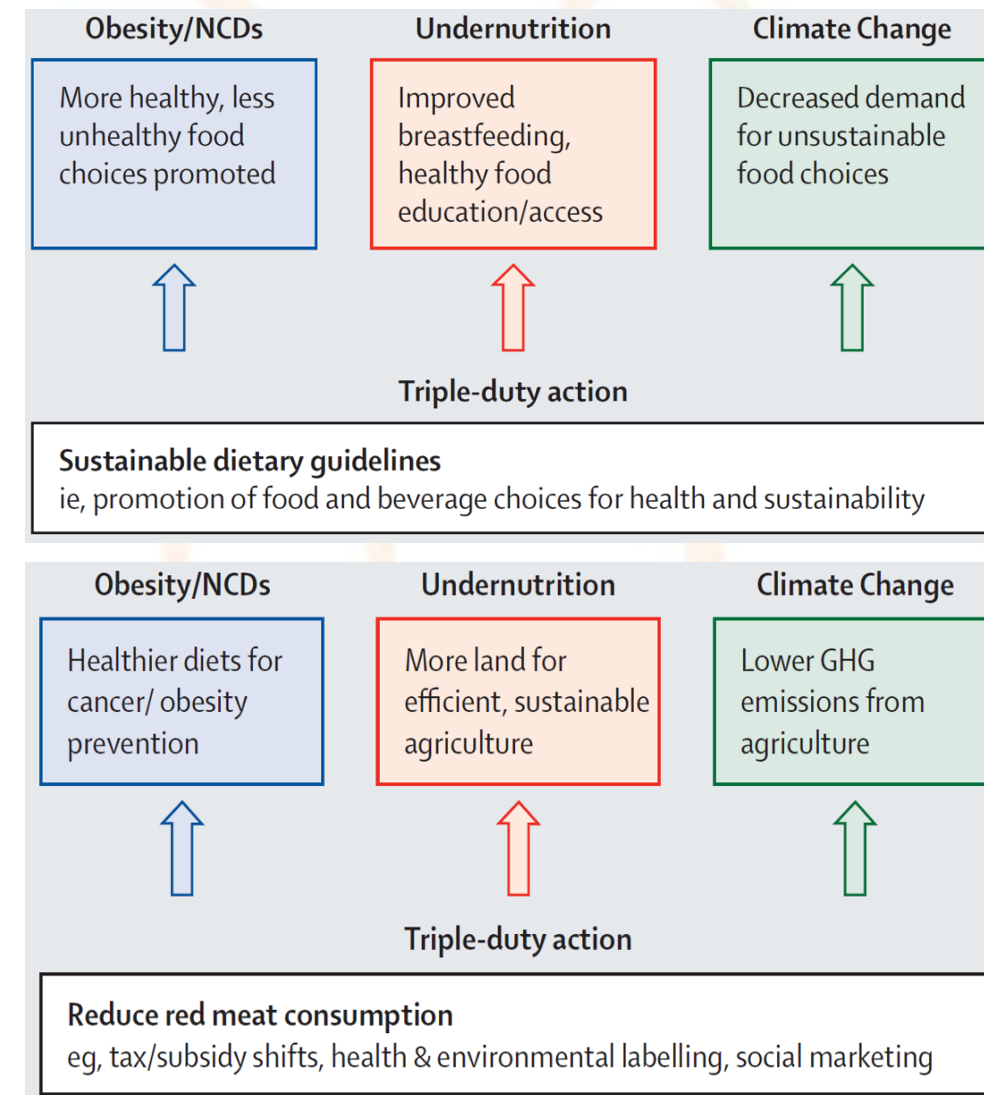 Obesity/NCDs
Undernutrition
Climate Change
More healthy, less
unhealthy food
choices promoted
Improved
breastfeeding,
healthy food
education/access
Decreased demand
for unsustainable
food choices
Triple-duty action
Sustainable dietary guidelines
ie, promotion of food and beverage choices for health and sustainability
Obesity/NCDs
Undernutrition
Climate Change
Healthier diets for
cancer/ obesity
prevention
More land for
efficient, sustainable
agriculture
Lower GHG
emissions from
agriculture
Triple-duty action
Reduce red meat consumption
eg, tax/subsidy shifts, health & environmental labelling, social marketing